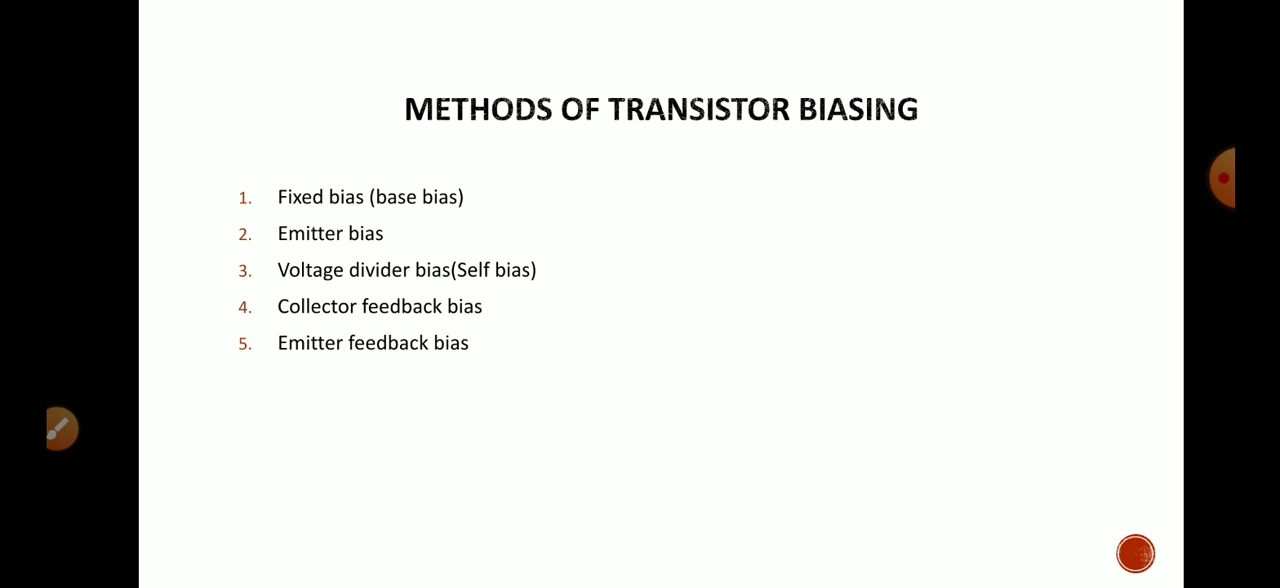 METHODS OF TRANSISTOR BIASING
1. Fixed bias (base bias)
2. Emitter bias
3. Voltage divider bias(Self bias)
4. Collector feedback bias
5. Emitter feedback bias